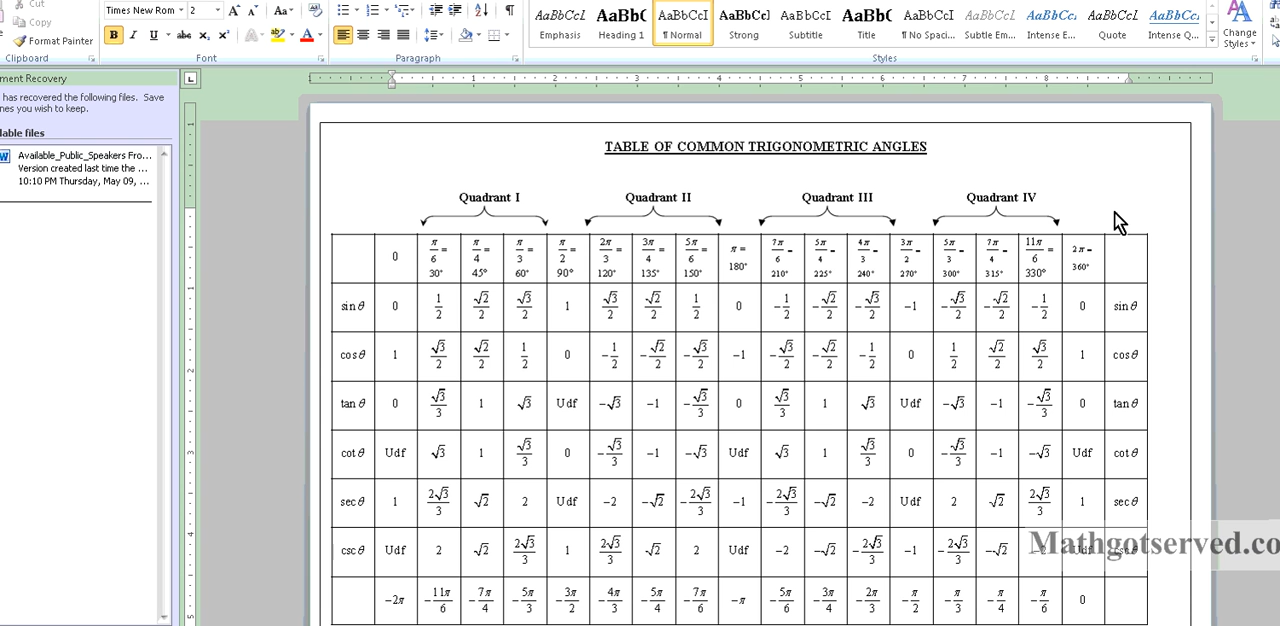 Cut
Copy
Format Painter
Clipboard
Times New Rom 2
B I U abc X₂ X²
Font
Paragraph
AaBbCcL AaBb( AaBbCcI AaBbCc] AaBbCcI AaBb( AaBbCcI AaBbCcI AaBbCcI AaBbCcI AaBbCcI
Emphasis Heading 1 ¶ Normal Strong Subtitle Title ¶ No Spaci... Subtle Em... Intense E... Quote Intense Q...
Change
Styles
Styles
ment Recovery
has recovered the following files. Save
nes you wish to keep.
lable files
Available_Public_Speakers Fro...
Version created last time the ...
10:10 PM Thursday, May 09, ...
TABLE OF COMMON TRIGONOMETRIC ANGLES
Quadrant I Quadrant II Quadrant III Quadrant IV
0 π/6 = 30° π/4 = 45° π/3 = 60° π/2 = 90° 2π/3 = 120° 3π/4 = 135° 5π/6 = 150° π = 180° 7π/6 = 210° 5π/4 = 225° 4π/3 = 240° 3π/2 = 270° 5π/3 = 300° 7π/4 = 315° 11π/6 = 330° 2π = 360°
sin θ 0 1/2 √2/2 √3/2 1 √3/2 √2/2 1/2 0 −1/2 −√2/2 −√3/2 −1 −√3/2 −√2/2 −1/2 0 sin θ
cos θ 1 √3/2 √2/2 1/2 0 −1/2 −√2/2 −√3/2 −1 −√3/2 −√2/2 −1/2 0 1/2 √2/2 √3/2 1 cos θ
tan θ 0 √3/3 1 √3 Udf −√3 −1 −√3/3 0 √3/3 1 √3 Udf −√3 −1 −√3/3 0 tan θ
cot θ Udf √3 1 √3/3 0 −√3/3 −1 −√3 Udf √3 1 √3/3 0 −√3/3 −1 −√3 Udf cot θ
sec θ 1 2√3/3 √2 2 Udf −2 −√2 −2√3/3 −1 −2√3/3 −√2 −2 Udf 2 √2 2√3/3 1 sec θ
csc θ Udf 2 √2 2√3/3 1 2√3/3 √2 2 Udf −2 −√2 −2√3/3 −1 −2√3/3 −√2 −2 Udf csc θ
Mathgotserved.co
−2π −11π/6 −7π/4 −5π/3 −3π/2 −4π/3 −5π/4 −7π/6 −π −5π/6 −3π/4 −2π/3 −π/2 −π/3 −π/4 −π/6 0